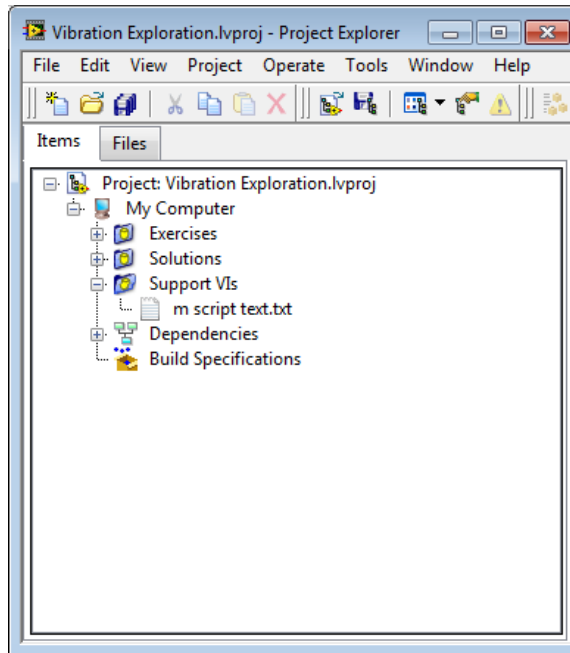 Vibration Exploration.lvproj - Project Explorer
File Edit View Project Operate Tools Window Help
Items Files
Project: Vibration Exploration.lvproj
My Computer
Exercises
Solutions
Support VIs
m script text.txt
Dependencies
Build Specifications